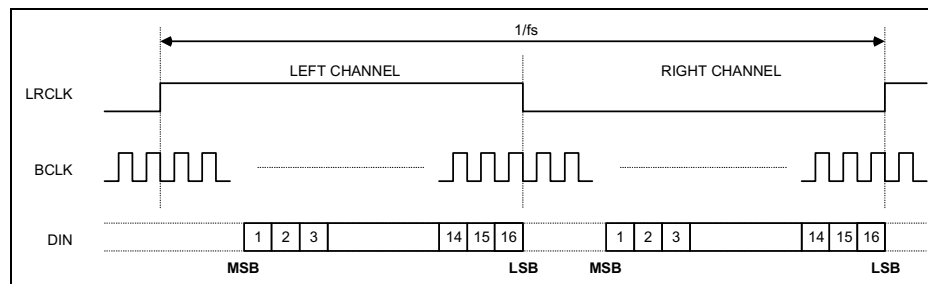 1/fs
LEFT CHANNEL RIGHT CHANNEL
LRCLK
BCLK
DIN 1 2 3 14 15 16 1 2 3 14 15 16
MSB LSB MSB LSB